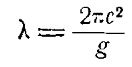 λ = 2πc²/g